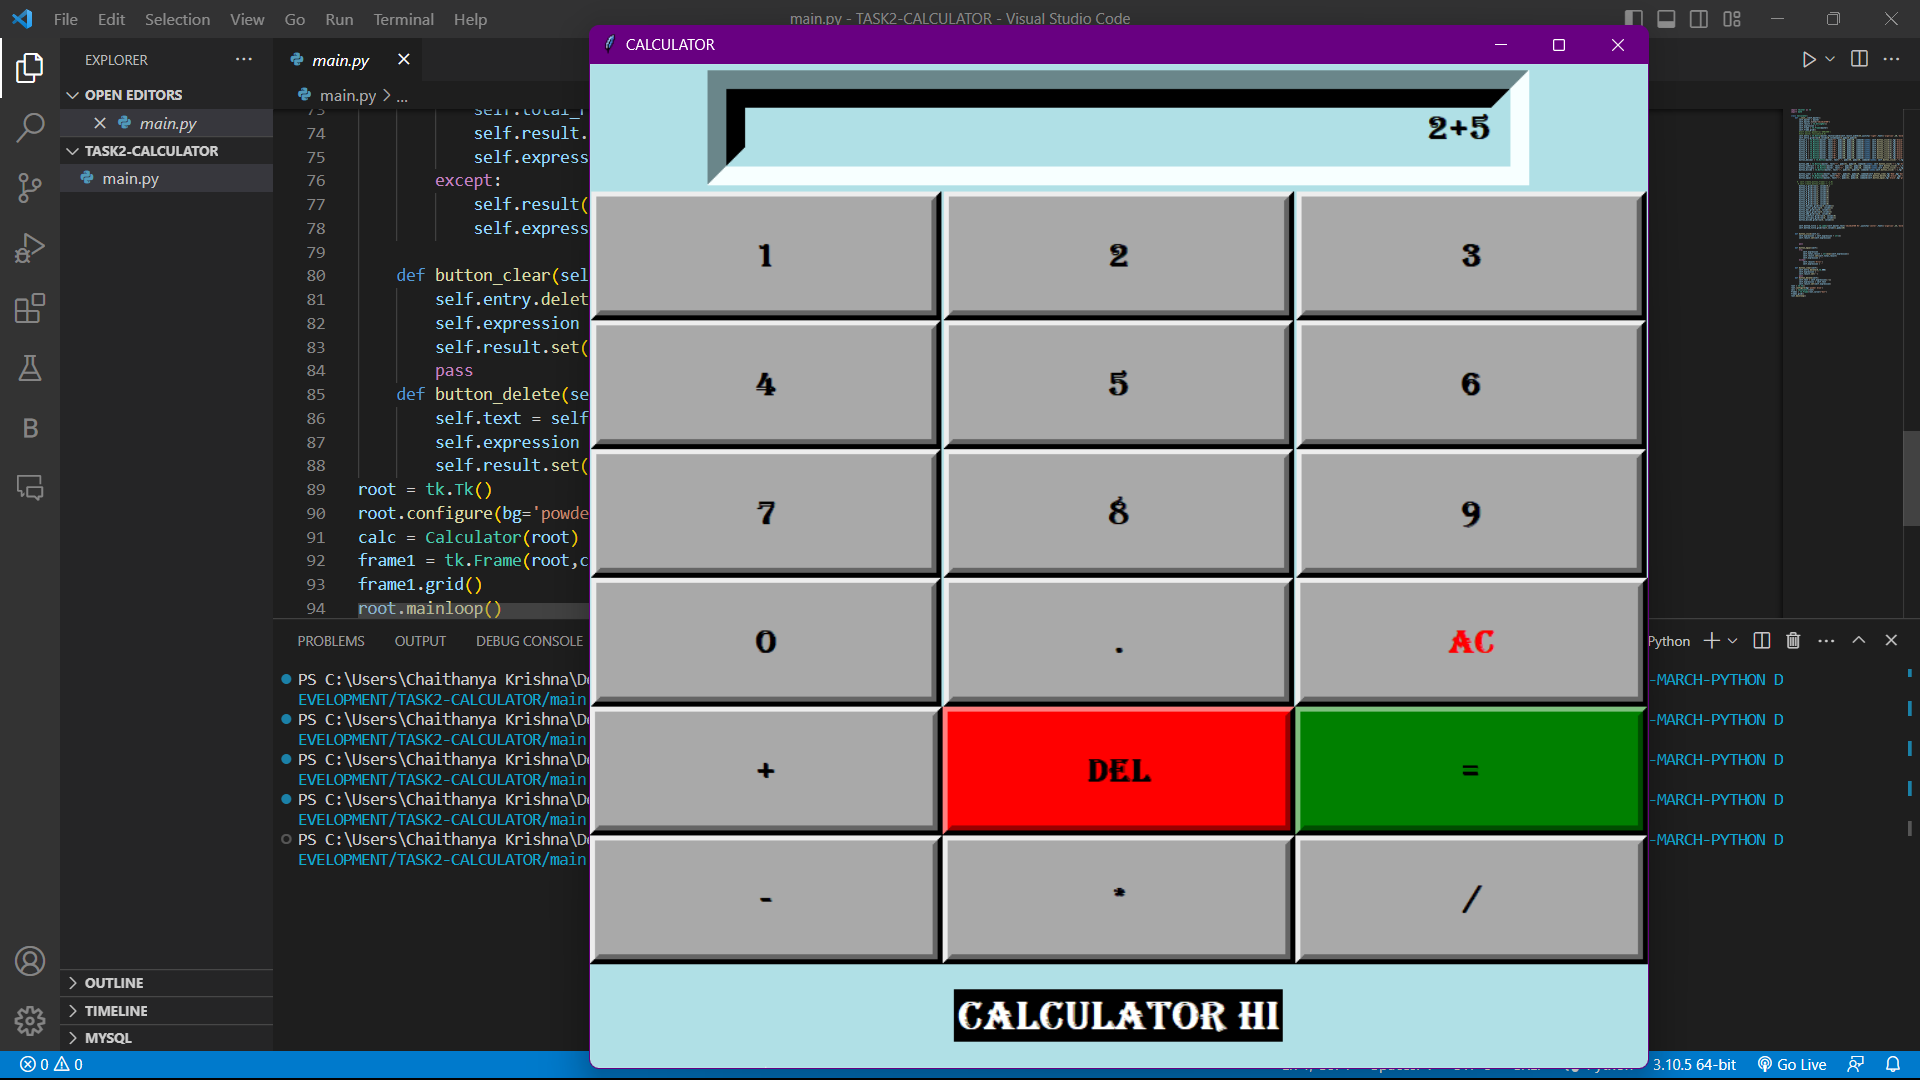 File Edit Selection View Go Run Terminal Help
main.py - TASK2-CALCULATOR - Visual Studio Code
EXPLORER
OPEN EDITORS
main.py
TASK2-CALCULATOR
main.py
OUTLINE
TIMELINE
MYSQL
main.py
main.py > ...
74 self.result.
75 self.express
76 except:
77 self.result(
78 self.express
79
80 def button_clear(sel
81 self.entry.delet
82 self.expression
83 self.result.set(
84 pass
85 def button_delete(se
86 self.text = self
87 self.expression
88 self.result.set(
89 root = tk.Tk()
90 root.configure(bg='powde
91 calc = Calculator(root)
92 frame1 = tk.Frame(root,c
93 frame1.grid()
94 root.mainloop()
PROBLEMS OUTPUT DEBUG CONSOLE
Python
PS C:\Users\Chaithanya Krishna\D
-MARCH-PYTHON D
EVELOPMENT/TASK2-CALCULATOR/main
PS C:\Users\Chaithanya Krishna\D
-MARCH-PYTHON D
EVELOPMENT/TASK2-CALCULATOR/main
PS C:\Users\Chaithanya Krishna\D
-MARCH-PYTHON D
EVELOPMENT/TASK2-CALCULATOR/main
PS C:\Users\Chaithanya Krishna\D
-MARCH-PYTHON D
EVELOPMENT/TASK2-CALCULATOR/main
PS C:\Users\Chaithanya Krishna\D
-MARCH-PYTHON D
EVELOPMENT/TASK2-CALCULATOR/main
CALCULATOR
2+5
1 2 3
4 5 6
7 8 9
0 . AC
+ DEL =
- * /
CALCULATOR HI
0 0
3.10.5 64-bit Go Live